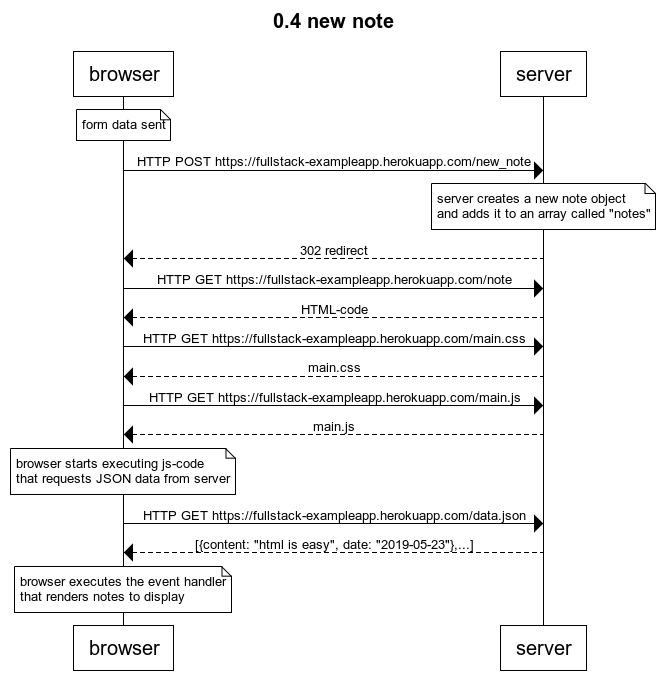 0.4 new note
browser
server
form data sent
HTTP POST https://fullstack-exampleapp.herokuapp.com/new_note
server creates a new note object
and adds it to an array called "notes"
302 redirect
HTTP GET https://fullstack-exampleapp.herokuapp.com/note
HTML-code
HTTP GET https://fullstack-exampleapp.herokuapp.com/main.css
main.css
HTTP GET https://fullstack-exampleapp.herokuapp.com/main.js
main.js
browser starts executing js-code
that requests JSON data from server
HTTP GET https://fullstack-exampleapp.herokuapp.com/data.json
[{content: "html is easy", date: "2019-05-23"},...]
browser executes the event handler
that renders notes to display
browser
server